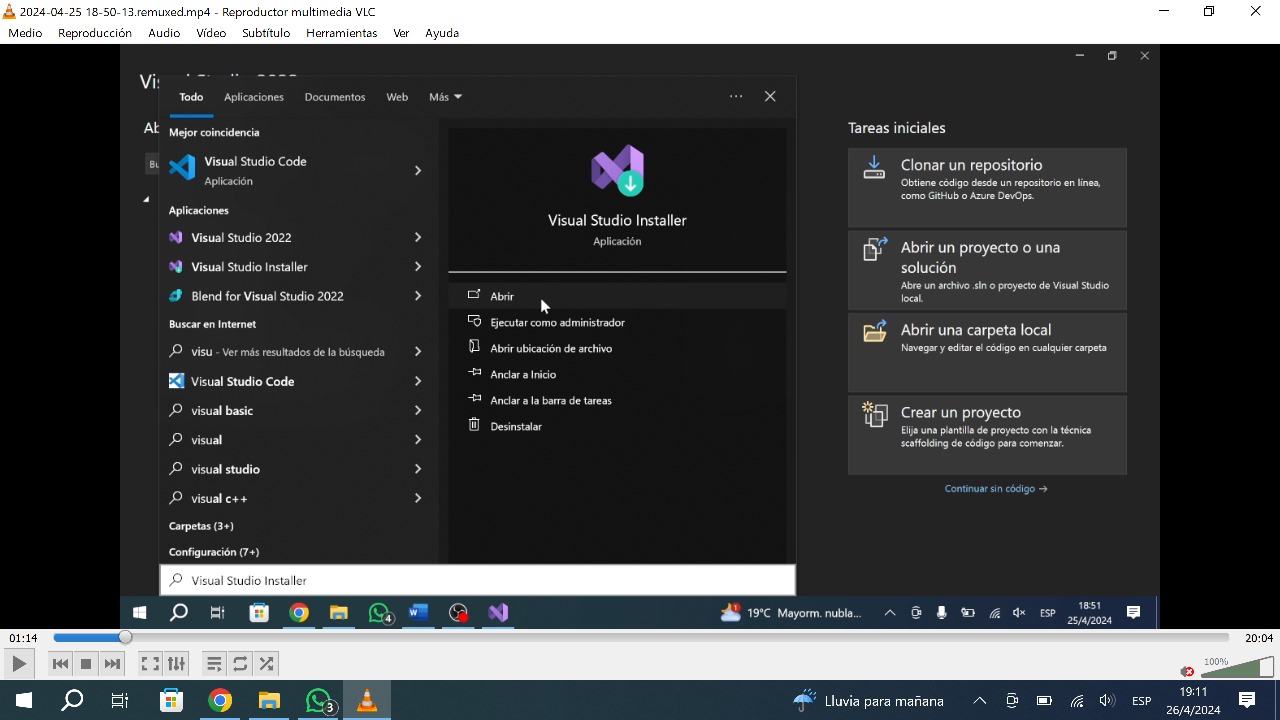 2024-04-25 18-50-13.remuxed.mp4 - Reproductor multimedia VLC
Medio Reproducción Audio Vídeo Subtítulo Herramientas Ver Ayuda
Todo Aplicaciones Documentos Web Más
Mejor coincidencia
Visual Studio Code
Aplicación
Aplicaciones
Visual Studio 2022
Visual Studio Installer
Blend for Visual Studio 2022
Buscar en Internet
visu - Ver más resultados de la búsqueda
Visual Studio Code
visual basic
visual
visual studio
visual c++
Carpetas (3+)
Configuración (7+)
Visual Studio Installer
Visual Studio Installer
Aplicación
Abrir
Ejecutar como administrador
Abrir ubicación de archivo
Anclar a Inicio
Anclar a la barra de tareas
Desinstalar
Tareas iniciales
Clonar un repositorio
Obtiene código desde un repositorio en línea,
como GitHub o Azure DevOps.
Abrir un proyecto o una
solución
Abre un archivo .sln o proyecto de Visual Studio
local.
Abrir una carpeta local
Navegar y editar el código en cualquier carpeta
Crear un proyecto
Elija una plantilla de proyecto con la técnica
scaffolding de código para comenzar.
Continuar sin código →
4
1
19°C Mayorm. nubla...
ESP
18:51
25/4/2024
01:14
20:04
100%
3
Lluvia para mañana
ESP
19:11
26/4/2024